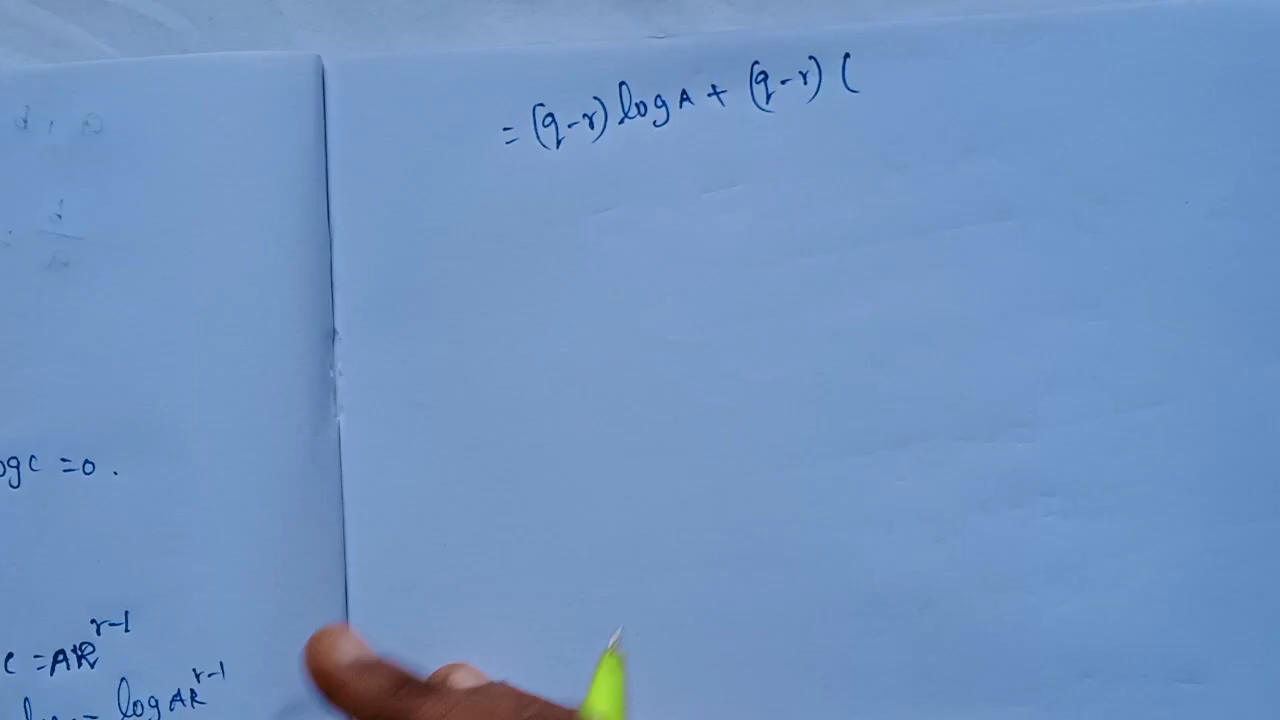 = (q-r) log A + (q-r) (
ogc = 0 .
c = AR^{r-1}
= log AR^{r-1}